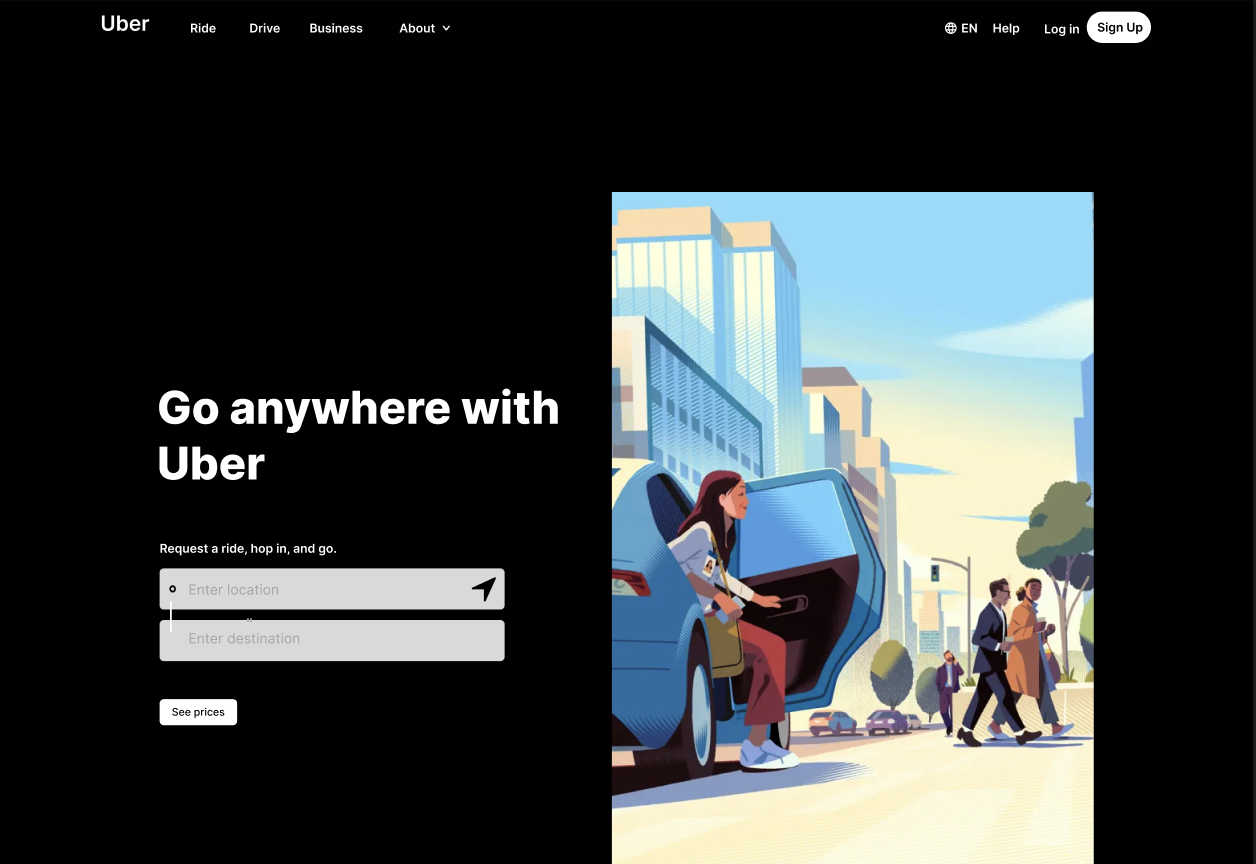 Uber
Ride
Drive
Business
About
EN
Help
Log in
Sign Up
Go anywhere with
Uber
Request a ride, hop in, and go.
Enter location
Enter destination
See prices